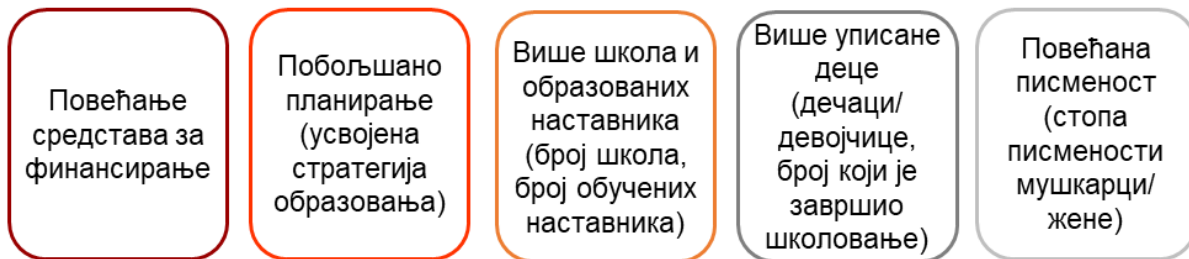 Повећање
средстава за
финансирање
Побољшано
планирање
(усвојена
стратегија
образовања)
Више школа и
образованих
наставника
(број школа,
број обучених
наставника)
Више уписане
деце
(дечаци/
девојчице,
број који је
завршио
школовање)
Повећана
писменост
(стопа
писмености
мушкарци/
жене)